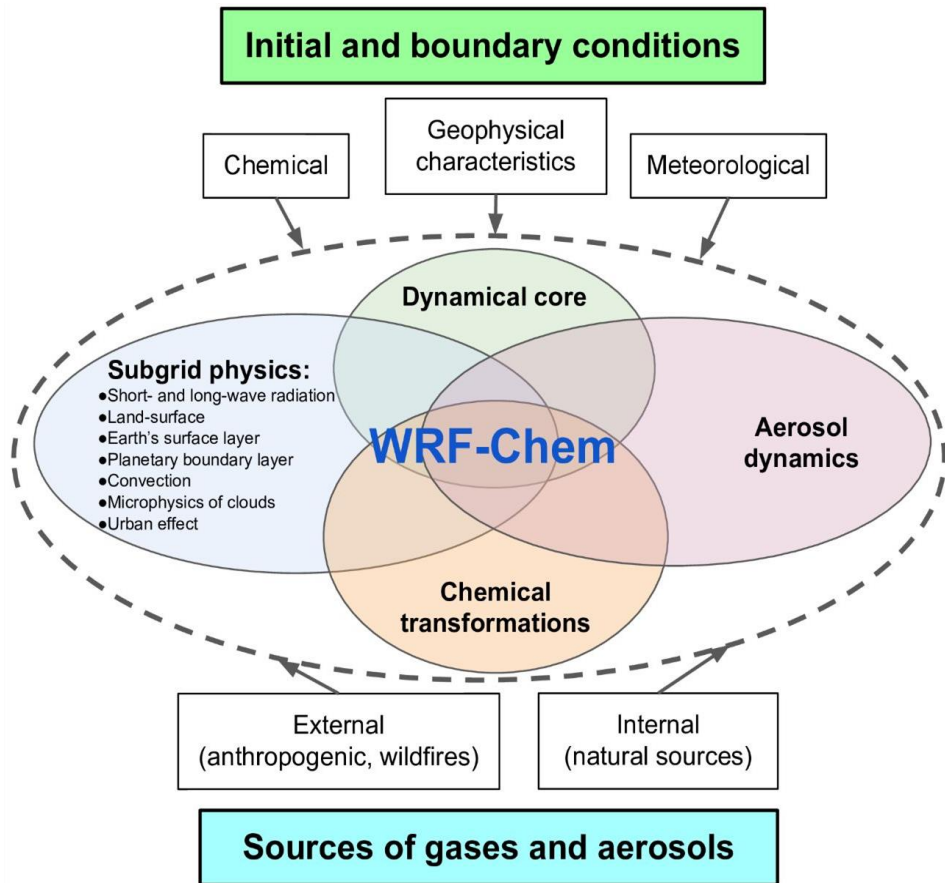 Initial and boundary conditions
Chemical
Geophysical
characteristics
Meteorological
Dynamical core
Subgrid physics:
●Short- and long-wave radiation
●Land-surface
●Earth's surface layer
●Planetary boundary layer
●Convection
●Microphysics of clouds
●Urban effect
WRF-Chem
Aerosol
dynamics
Chemical
transformations
External
(anthropogenic, wildfires)
Internal
(natural sources)
Sources of gases and aerosols